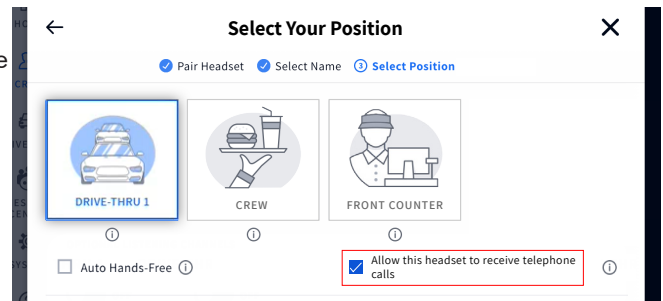 Select Your Position
Pair Headset Select Name 3 Select Position
DRIVE-THRU 1
CREW
FRONT COUNTER
Auto Hands-Free
Allow this headset to receive telephone
calls